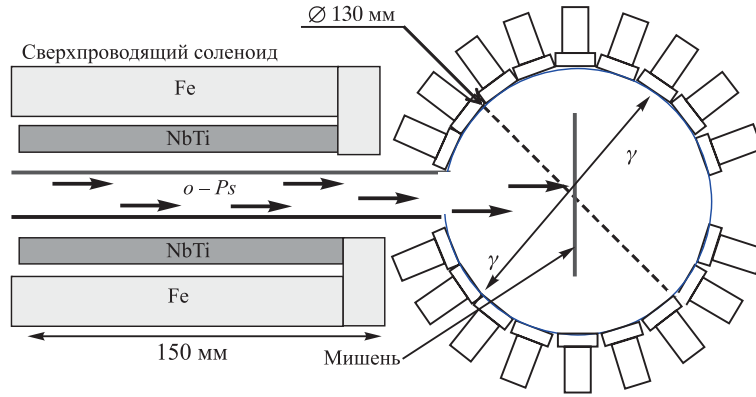 Ø 130 мм
Сверхпроводящий соленоид
Fe
NbTi
γ
o – Ps
NbTi
γ
Fe
150 мм
Мишень